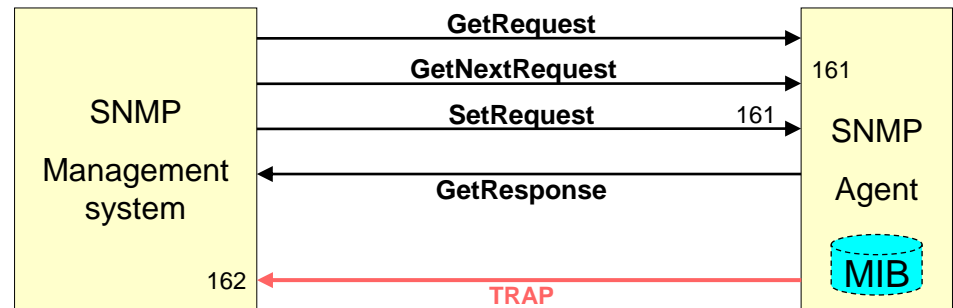 GetRequest
GetNextRequest
161
SNMP
Management
system
SetRequest
161
SNMP
Agent
GetResponse
MIB
162
TRAP